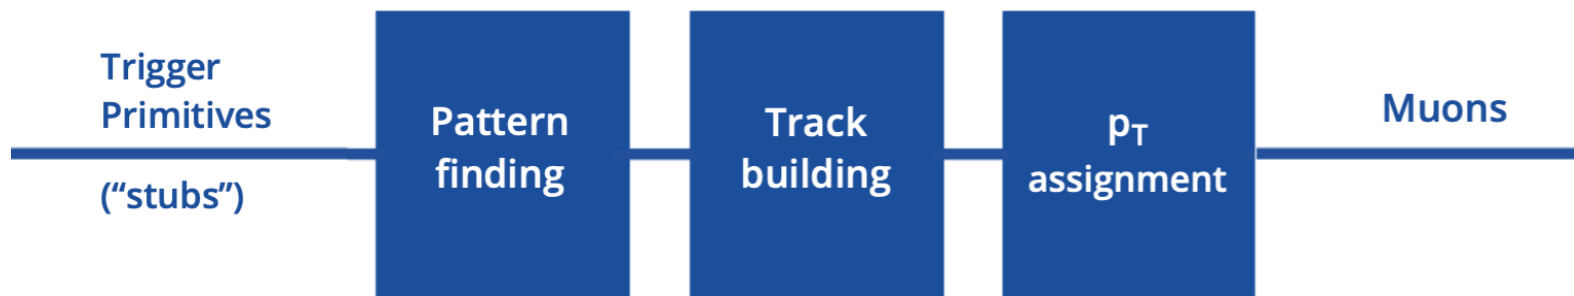 Trigger
Primitives
(“stubs”)
Pattern
finding
Track
building
pT
assignment
Muons